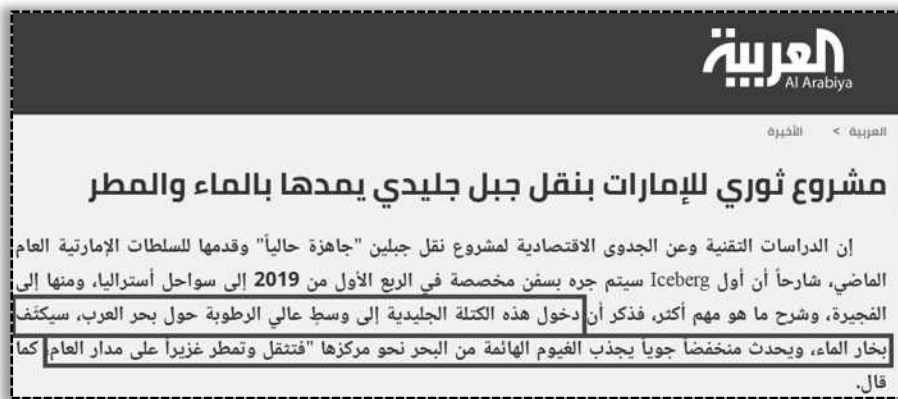 العربية
Al Arabiya
العربية > الأخيرة
مشروع ثوري للإمارات بنقل جبل جليدي يمدها بالماء والمطر
إن الدراسات التقنية وعن الجدوى الاقتصادية لمشروع نقل جبلين "جاهزة حالياً" وقدمها للسلطات الإمارتية العام
الماضي، شارحاً أن أول Iceberg سيتم جره بسفن مخصصة في الربع الأول من 2019 إلى سواحل أستراليا، ومنها إلى
الفجيرة، وشرح ما هو مهم أكثر، فذكر أن دخول هذه الكتلة الجليدية إلى وسطٍ عالي الرطوبة حول بحر العرب، سيكثّف
بخار الماء، ويحدث منخفضاً جوياً يجذب الغيوم الهائمة من البحر نحو مركزها "فتثقل وتمطر غزيراً على مدار العام، كما
قال.